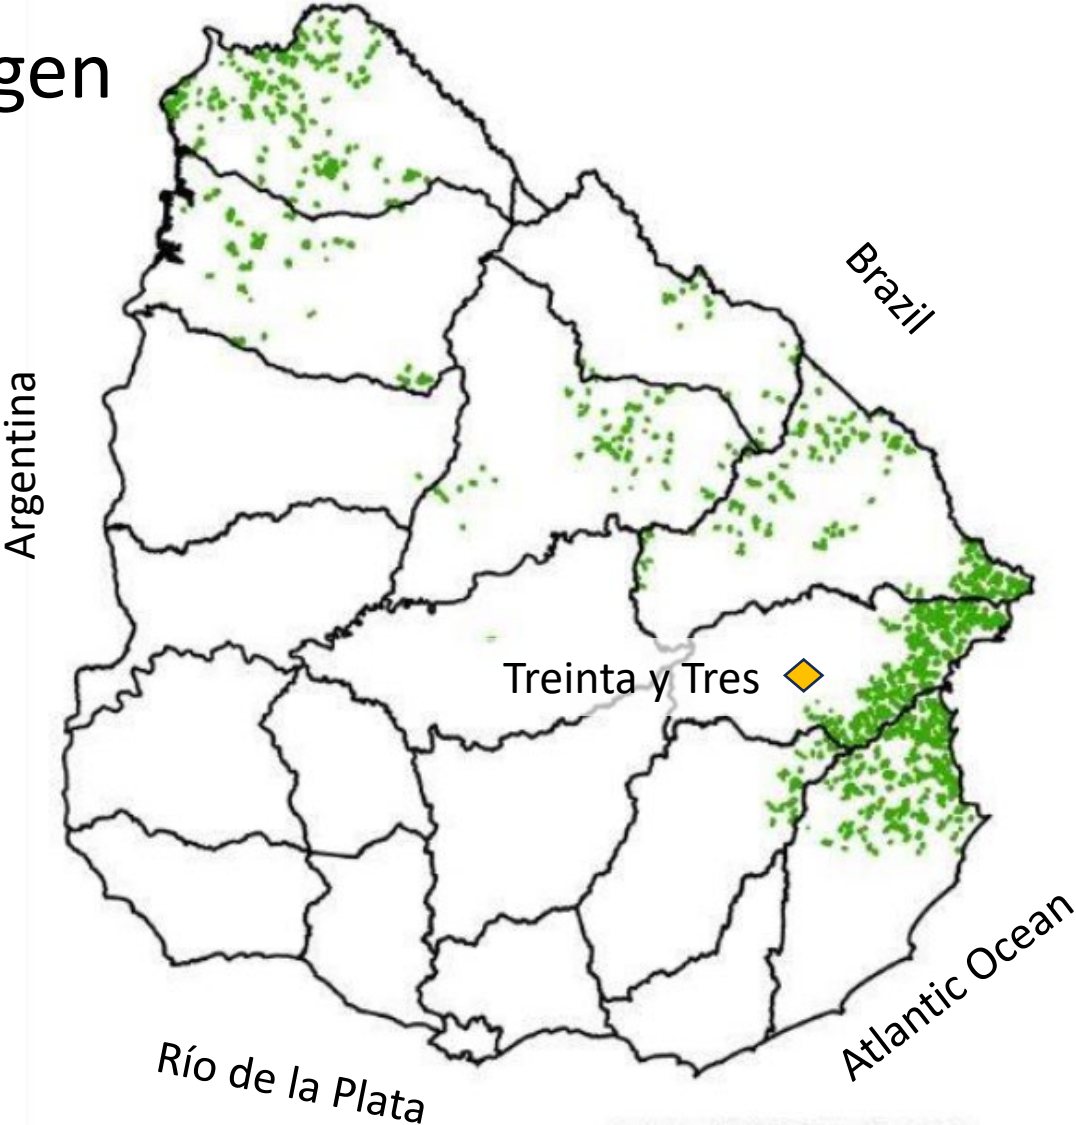 gen
Brazil
Argentina
Treinta y Tres
Atlantic Ocean
Río de la Plata